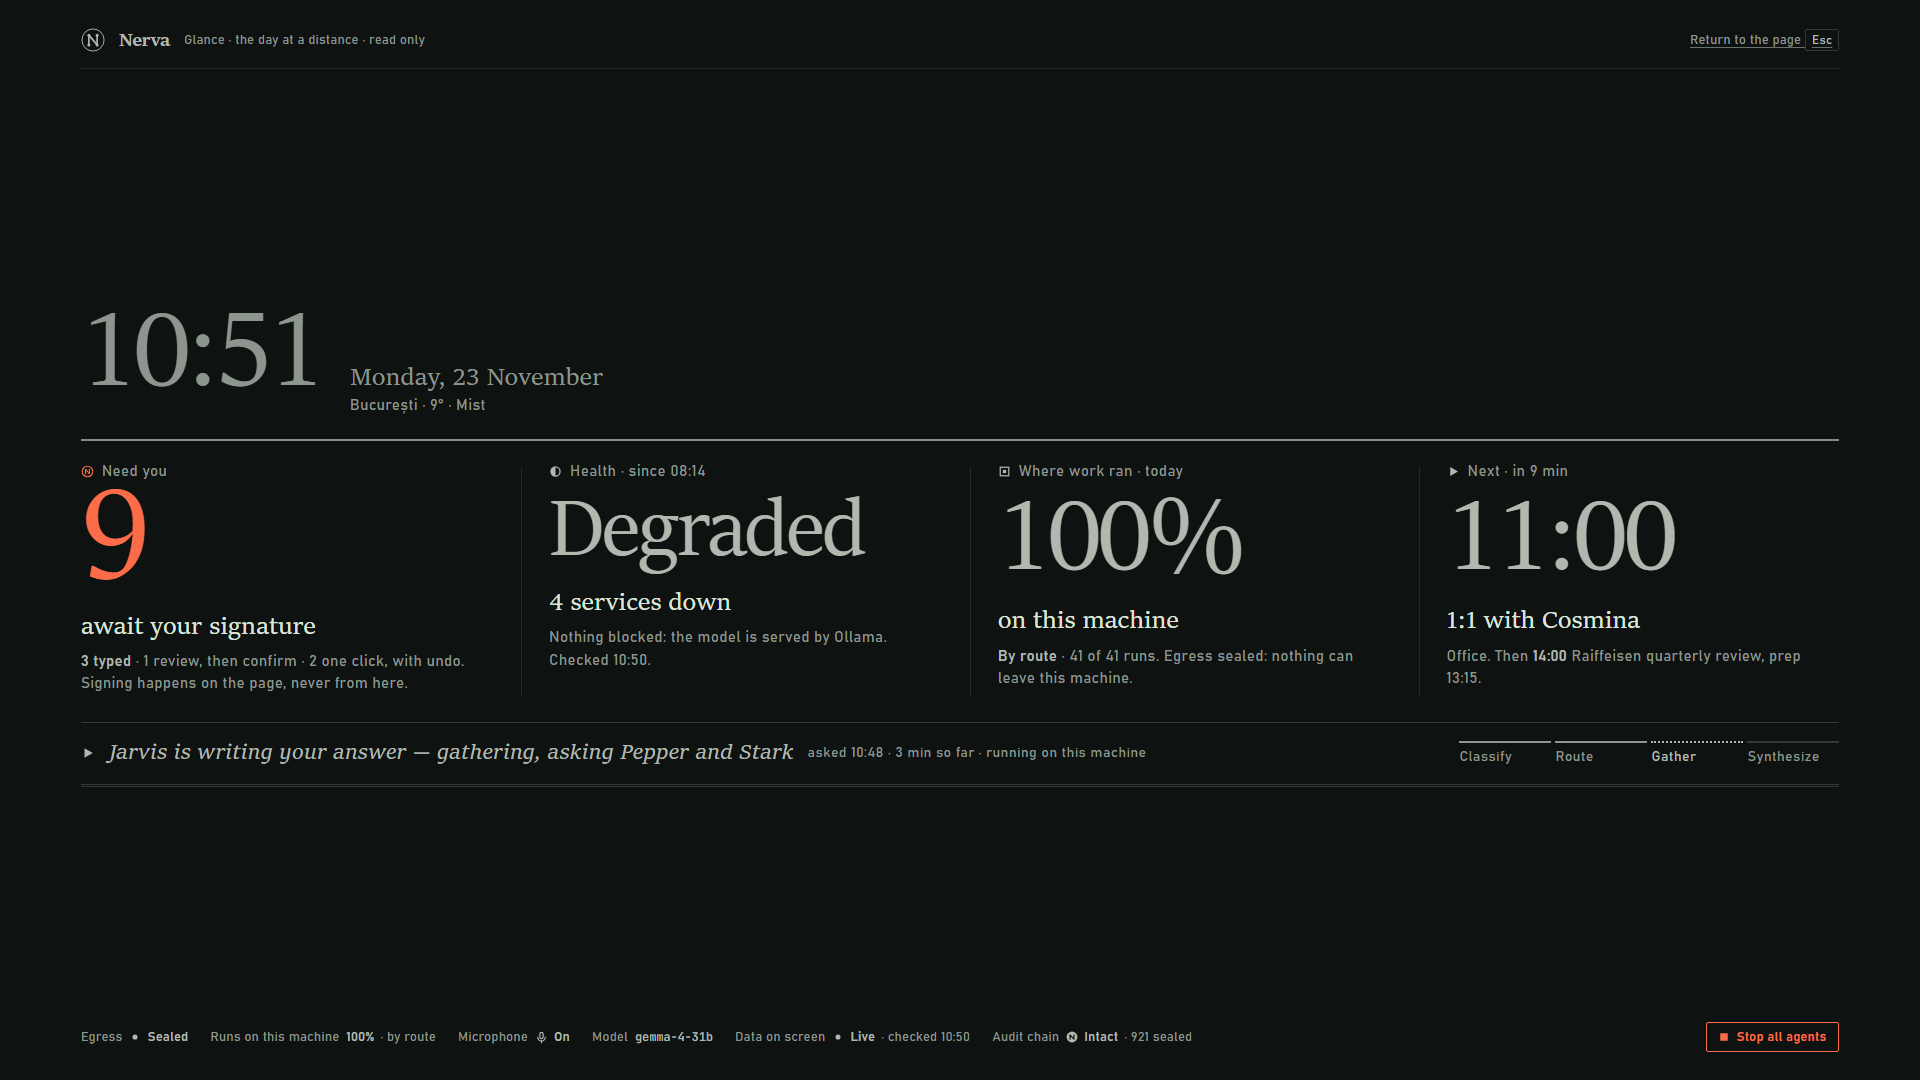 N Nerva Glance · the day at a distance · read only
Return to the page Esc
10:51
Monday, 23 November
București · 9° · Mist
N Need you
9
await your signature
3 typed · 1 review, then confirm · 2 one click, with undo.
Signing happens on the page, never from here.
Health · since 08:14
Degraded
4 services down
Nothing blocked: the model is served by Ollama.
Checked 10:50.
Where work ran · today
100%
on this machine
By route · 41 of 41 runs. Egress sealed: nothing can
leave this machine.
Next · in 9 min
11:00
1:1 with Cosmina
Office. Then 14:00 Raiffeisen quarterly review, prep
13:15.
Jarvis is writing your answer — gathering, asking Pepper and Stark asked 10:48 · 3 min so far · running on this machine
Classify Route Gather Synthesize
Egress Sealed Runs on this machine 100% · by route Microphone On Model gemma-4-31b Data on screen Live · checked 10:50 Audit chain N Intact · 921 sealed
Stop all agents